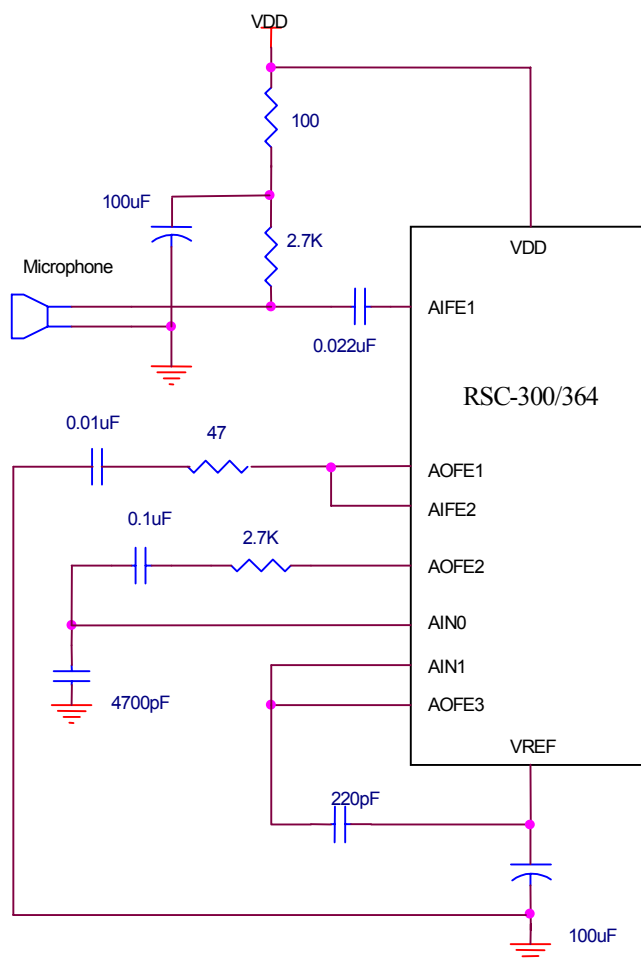 VDD
100
100uF
2.7K
VDD
Microphone
AIFE1
0.022uF
RSC-300/364
0.01uF
47
AOFE1
AIFE2
0.1uF
2.7K
AOFE2
AIN0
AIN1
4700pF
AOFE3
VREF
220pF
100uF